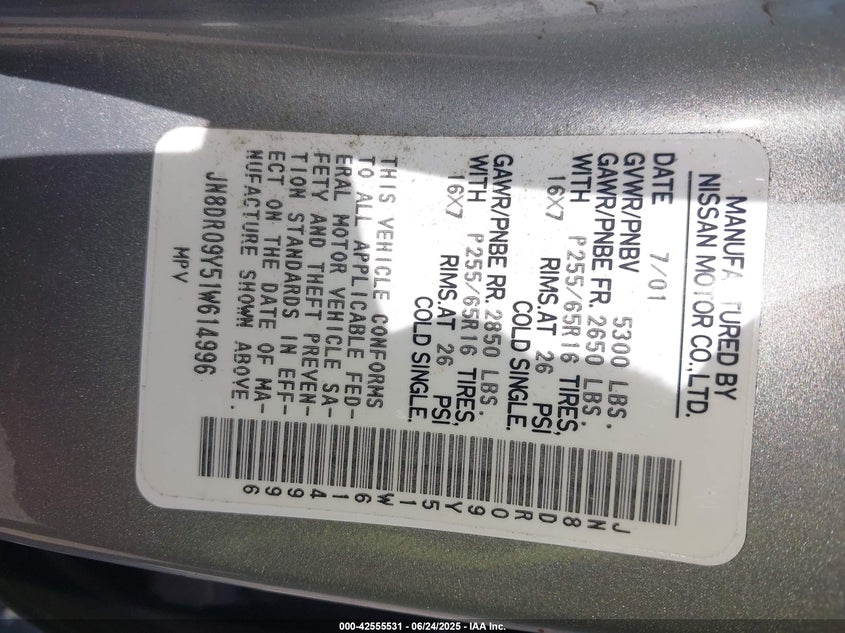 MANUFA TURED BY
NISSAN MOTOR CO.,LTD.
DATE 7/01
GVWR/PNBV 5300 LBS.
GAWR/PNBE FR. 2650 LBS.
WITH P255/65R16 TIRES,
16X7 RIMS.AT 26 PSI
COLD SINGLE.
GAWR/PNBE RR. 2850 LBS.
WITH P255/65R16 TIRES,
16X7 RIMS.AT 26 PSI
COLD SINGLE.
THIS VEHICLE CONFORMS
TO ALL APPLICABLE FED-
ERAL MOTOR VEHICLE SA-
FETY AND THEFT PREVEN-
TION STANDARDS IN EFF-
ECT ON THE DATE OF MA-
NUFACTURE SHOWN ABOVE.
JN8DR09Y51W614996
MPV
JN8DR09Y51W614996
000-42555531 - 06/24/2025 - IAA Inc.